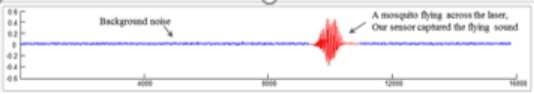 0.6
0.4
0.2
0
-0.2
-0.4
-0.6
Background noise
A mosquito flying across the laser,
Our sensor captured the flying sound
4000 8000 12000 16000